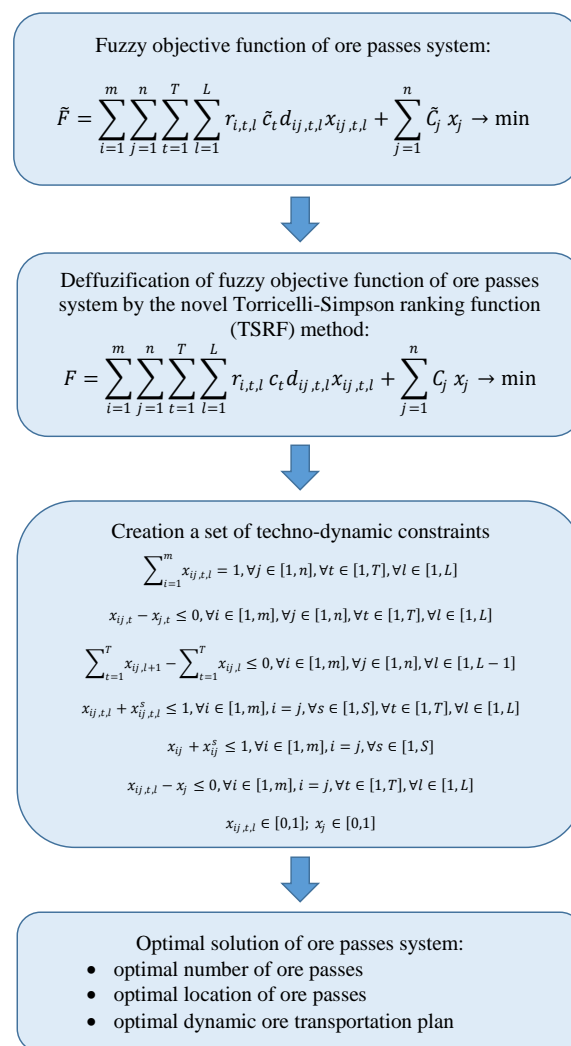 Fuzzy objective function of ore passes system:
F̃ = ∑_{i=1}^{m} ∑_{j=1}^{n} ∑_{t=1}^{T} ∑_{l=1}^{L} r_{i,t,l} c̃_t d_{ij,t,l} x_{ij,t,l} + ∑_{j=1}^{n} C̃_j x_j → min
Deffuzification of fuzzy objective function of ore passes
system by the novel Torricelli-Simpson ranking function
(TSRF) method:
F = ∑_{i=1}^{m} ∑_{j=1}^{n} ∑_{t=1}^{T} ∑_{l=1}^{L} r_{i,t,l} c_t d_{ij,t,l} x_{ij,t,l} + ∑_{j=1}^{n} C_j x_j → min
Creation a set of techno-dynamic constraints
∑_{i=1}^{m} x_{ij,t,l} = 1, ∀j ∈ [1, n], ∀t ∈ [1, T], ∀l ∈ [1, L]
x_{ij,t} − x_{j,t} ≤ 0, ∀i ∈ [1, m], ∀j ∈ [1, n], ∀t ∈ [1, T], ∀l ∈ [1, L]
∑_{t=1}^{T} x_{ij,l+1} − ∑_{t=1}^{T} x_{ij,l} ≤ 0, ∀i ∈ [1, m], ∀j ∈ [1, n], ∀l ∈ [1, L − 1]
x_{ij,t,l} + x_{ij,t,l}^{s} ≤ 1, ∀i ∈ [1, m], i = j, ∀s ∈ [1, S], ∀t ∈ [1, T], ∀l ∈ [1, L]
x_{ij} + x_{ij}^{s} ≤ 1, ∀i ∈ [1, m], i = j, ∀s ∈ [1, S]
x_{ij,t,l} − x_j ≤ 0, ∀i ∈ [1, m], i = j, ∀t ∈ [1, T], ∀l ∈ [1, L]
x_{ij,t,l} ∈ [0,1]; x_j ∈ [0,1]
Optimal solution of ore passes system:
• optimal number of ore passes
• optimal location of ore passes
• optimal dynamic ore transportation plan